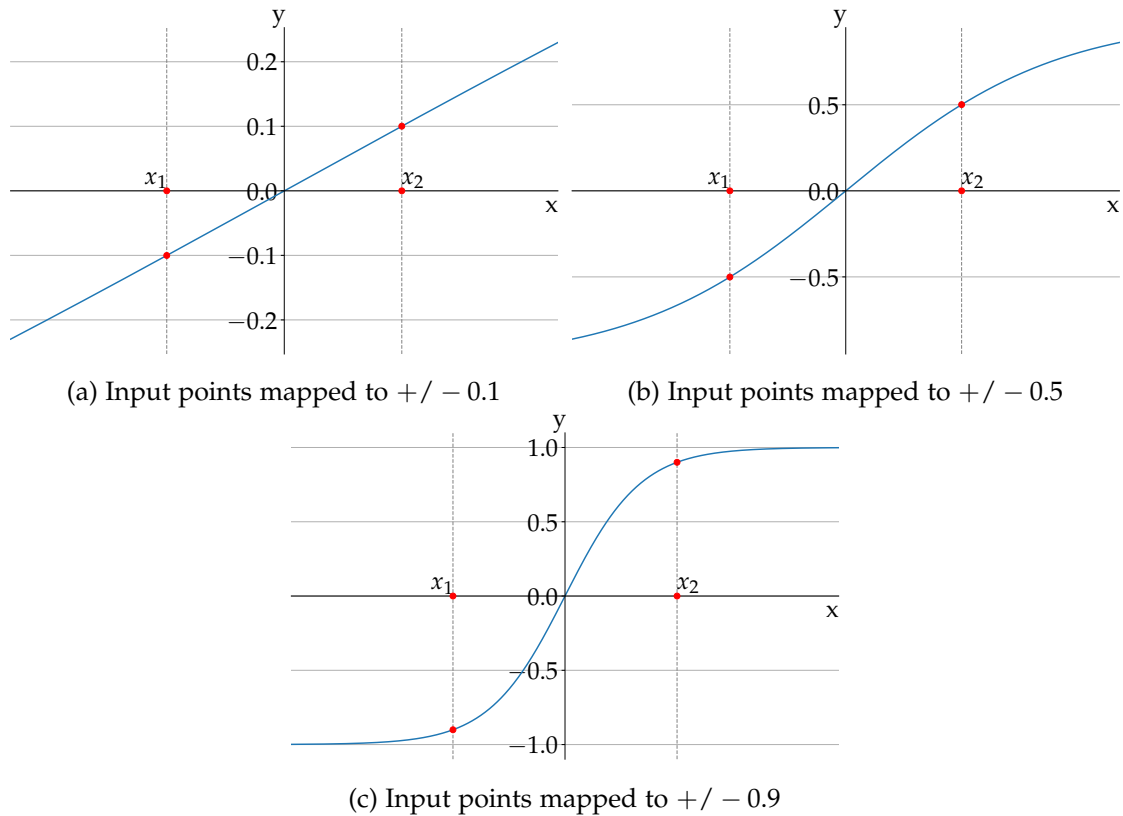 y
0.2
0.1
x₁
0.0
x₂
x
−0.1
−0.2
(a) Input points mapped to +/ − 0.1
y
0.5
x₁
0.0
x₂
x
−0.5
(b) Input points mapped to +/ − 0.5
y
1.0
0.5
x₁
0.0
x₂
x
−0.5
−1.0
(c) Input points mapped to +/ − 0.9